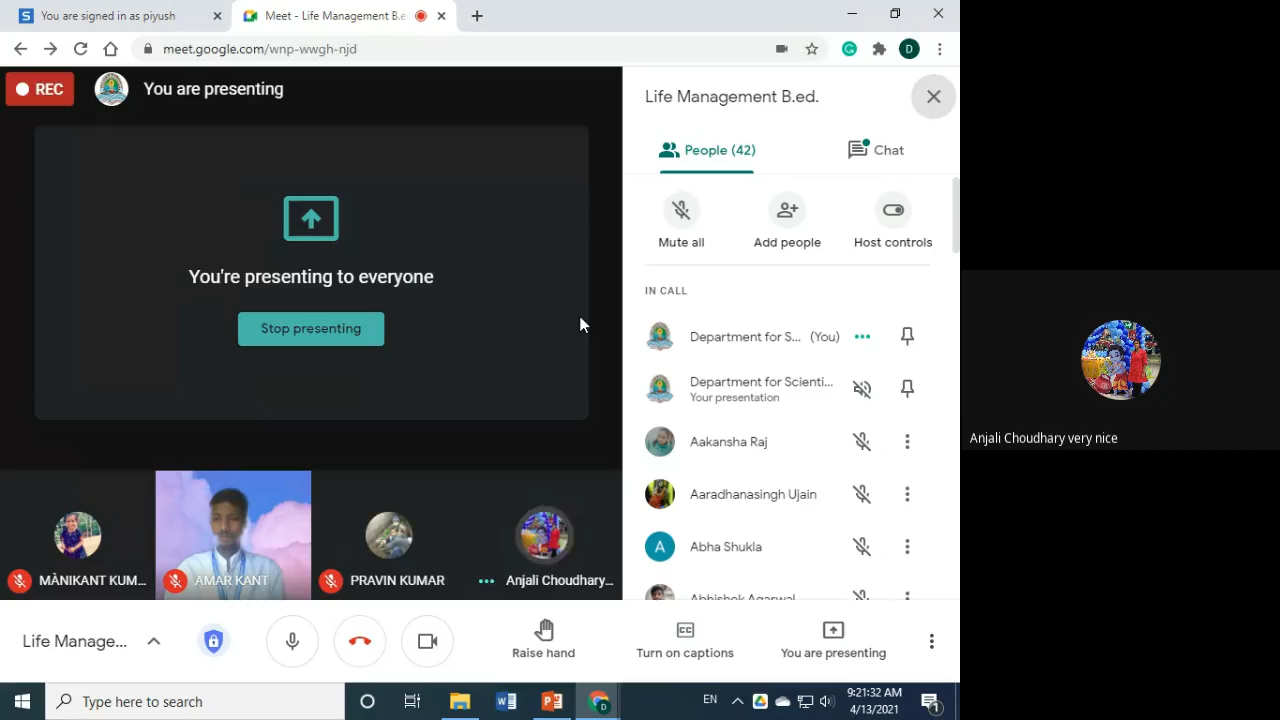 You are signed in as piyush
Meet - Life Management B.e
meet.google.com/wnp-wwgh-njd
D
REC
You are presenting
Life Management B.ed.
People (42)
Chat
Mute all
Add people
Host controls
You're presenting to everyone
Stop presenting
IN CALL
Department for S... (You)
Department for Scienti...
Your presentation
Aakansha Raj
Aaradhanasingh Ujain
A
Abha Shukla
Abhishek Agarwal
MÀNIKANT KUM...
AMAR KANT
PRAVIN KUMAR
Anjali Choudhary...
Anjali Choudhary very nice
Life Manage...
Raise hand
Turn on captions
You are presenting
Type here to search
EN
9:21:32 AM
4/13/2021
1